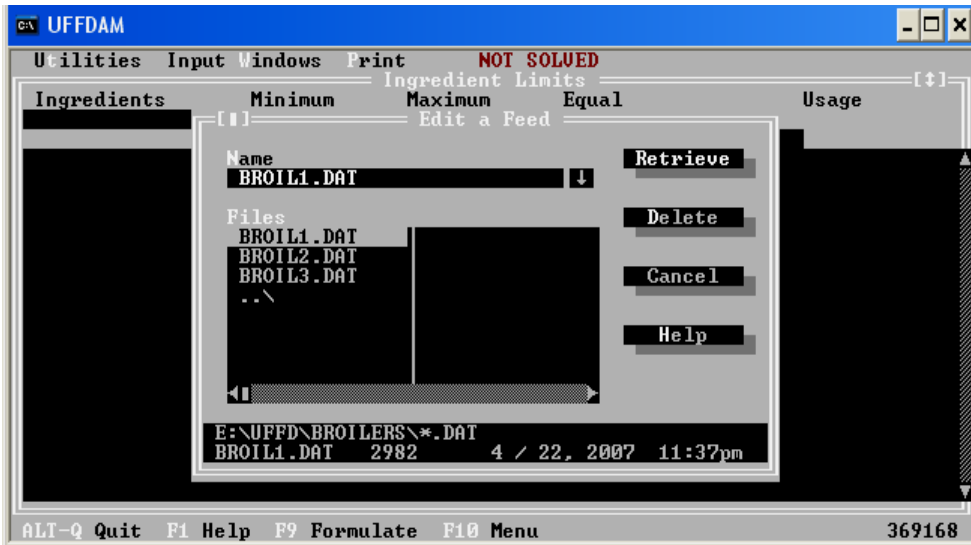 UFFDAM
Utilities Input Windows Print NOT SOLVED
Ingredient Limits
Ingredients Minimum Maximum Equal Usage
Edit a Feed
Name
BROIL1.DAT
Retrieve
Files
Delete
BROIL1.DAT
BROIL2.DAT
BROIL3.DAT
Cancel
..\
Help
E:\UFFD\BROILERS\*.DAT
BROIL1.DAT 2982 4 / 22, 2007 11:37pm
ALT-Q Quit F1 Help F9 Formulate F10 Menu 369168